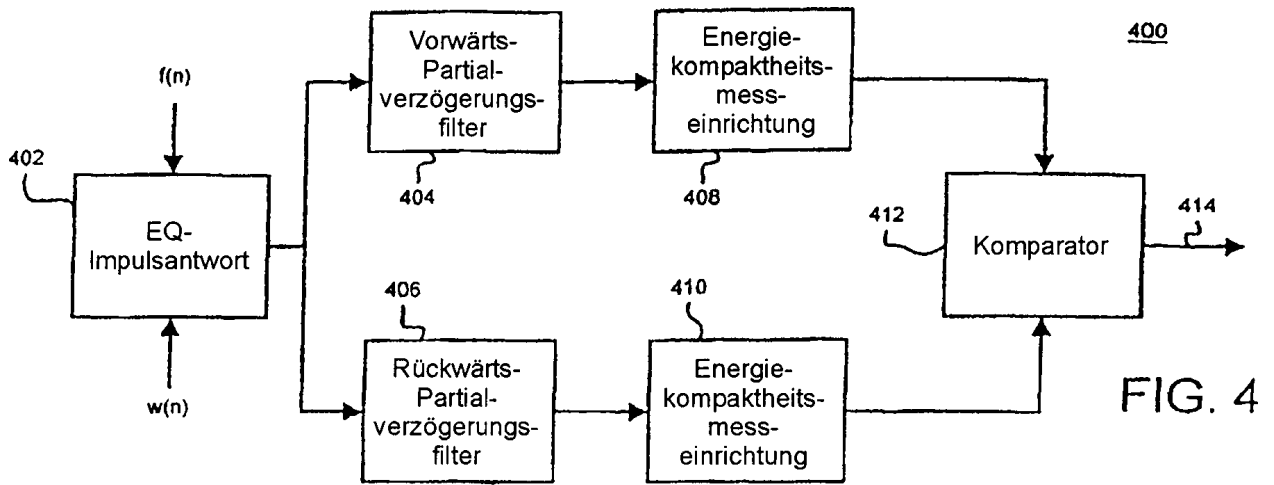 400
f(n)
402
EQ-
Impulsantwort
w(n)
Vorwärts-
Partial-
verzögerungs-
filter
404
Energie-
kompaktheits-
mess-
einrichtung
408
406
Rückwärts-
Partial-
verzögerungs-
filter
410
Energie-
kompaktheits-
mess-
einrichtung
412
Komparator
414
FIG. 4